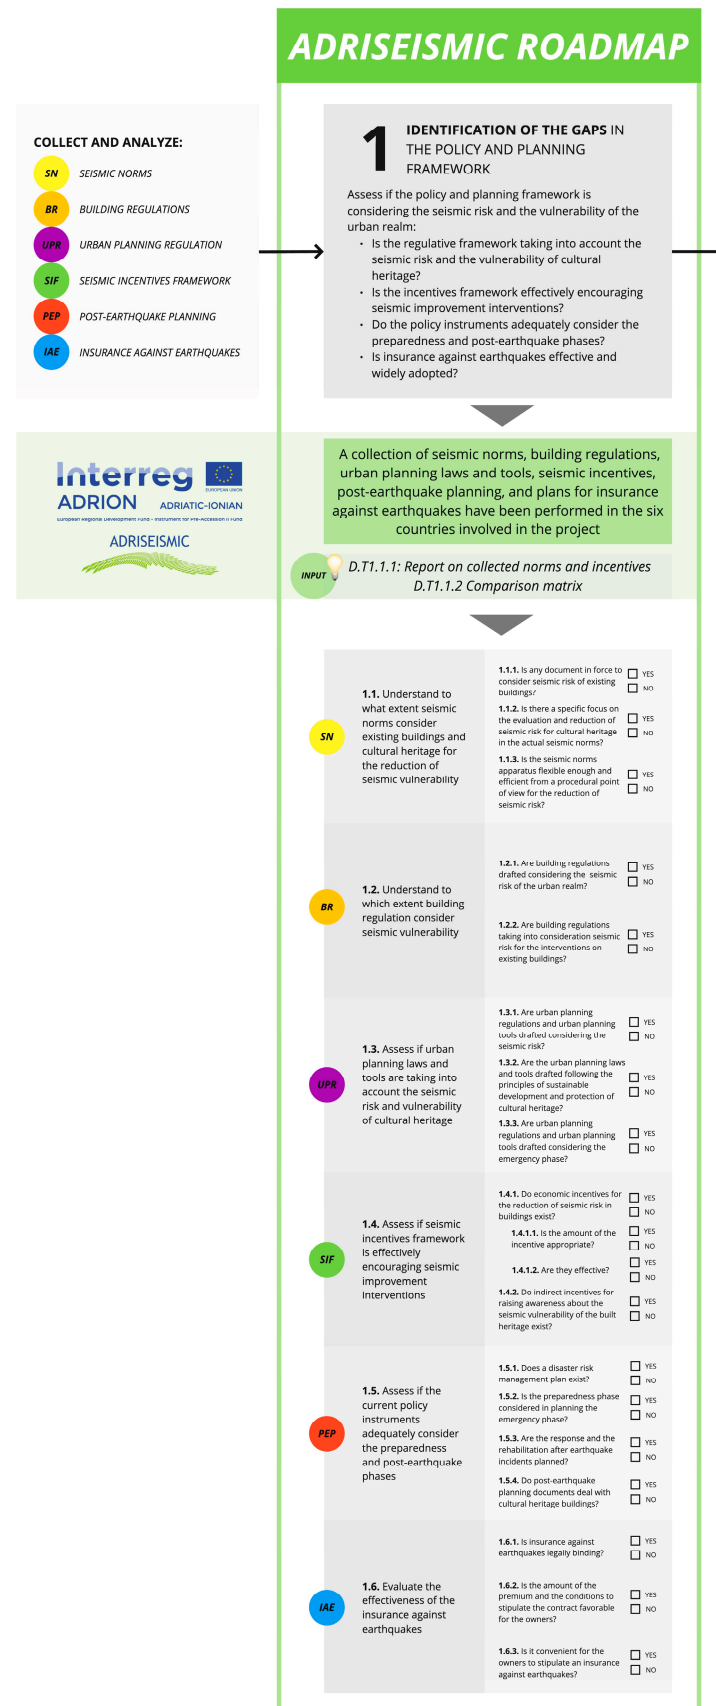 ADRISEISMIC ROADMAP
COLLECT AND ANALYZE:
SN SEISMIC NORMS
BR BUILDING REGULATIONS
UPR URBAN PLANNING REGULATION
SIF SEISMIC INCENTIVES FRAMEWORK
PEP POST-EARTHQUAKE PLANNING
IAE INSURANCE AGAINST EARTHQUAKES
1
IDENTIFICATION OF THE GAPS IN
THE POLICY AND PLANNING
FRAMEWORK
Assess if the policy and planning framework is
considering the seismic risk and the vulnerability of the
urban realm:
• Is the regulative framework taking into account the
seismic risk and the vulnerability of cultural
heritage?
• Is the incentives framework effectively encouraging
seismic improvement interventions?
• Do the policy instruments adequately consider the
preparedness and post-earthquake phases?
• Is insurance against earthquakes effective and
widely adopted?
Interreg
EUROPEAN UNION
ADRION ADRIATIC-IONIAN
European Regional Development Fund - Instrument for Pre-Accession II Fund
ADRISEISMIC
A collection of seismic norms, building regulations,
urban planning laws and tools, seismic incentives,
post-earthquake planning, and plans for insurance
against earthquakes have been performed in the six
countries involved in the project
INPUT
D.T1.1.1: Report on collected norms and incentives
D.T1.1.2 Comparison matrix
SN
1.1. Understand to
what extent seismic
norms consider
existing buildings and
cultural heritage for
the reduction of
seismic vulnerability
1.1.1. Is any document in force to
consider seismic risk of existing
buildings?
YES
NO
1.1.2. Is there a specific focus on
the evaluation and reduction of
seismic risk for cultural heritage
in the actual seismic norms?
YES
NO
1.1.3. Is the seismic norms
apparatus flexible enough and
efficient from a procedural point
of view for the reduction of
seismic risk?
YES
NO
BR
1.2. Understand to
which extent building
regulation consider
seismic vulnerability
1.2.1. Are building regulations
drafted considering the seismic
risk of the urban realm?
YES
NO
1.2.2. Are building regulations
taking into consideration seismic
risk for the interventions on
existing buildings?
YES
NO
UPR
1.3. Assess if urban
planning laws and
tools are taking into
account the seismic
risk and vulnerability
of cultural heritage
1.3.1. Are urban planning
regulations and urban planning
tools drafted considering the
seismic risk?
YES
NO
1.3.2. Are the urban planning laws
and tools drafted following the
principles of sustainable
development and protection of
cultural heritage?
YES
NO
1.3.3. Are urban planning
regulations and urban planning
tools drafted considering the
emergency phase?
YES
NO
SIF
1.4. Assess if seismic
incentives framework
is effectively
encouraging seismic
improvement
interventions
1.4.1. Do economic incentives for
the reduction of seismic risk in
buildings exist?
YES
NO
1.4.1.1. Is the amount of the
incentive appropriate?
YES
NO
1.4.1.2. Are they effective?
YES
NO
1.4.2. Do indirect incentives for
raising awareness about the
seismic vulnerability of the built
heritage exist?
YES
NO
PEP
1.5. Assess if the
current policy
instruments
adequately consider
the preparedness
and post-earthquake
phases
1.5.1. Does a disaster risk
management plan exist?
YES
NO
1.5.2. Is the preparedness phase
considered in planning the
emergency phase?
YES
NO
1.5.3. Are the response and the
rehabilitation after earthquake
incidents planned?
YES
NO
1.5.4. Do post-earthquake
planning documents deal with
cultural heritage buildings?
YES
NO
IAE
1.6. Evaluate the
effectiveness of the
insurance against
earthquakes
1.6.1. Is insurance against
earthquakes legally binding?
YES
NO
1.6.2. Is the amount of the
premium and the conditions to
stipulate the contract favorable
for the owners?
YES
NO
1.6.3. Is it convenient for the
owners to stipulate an insurance
against earthquakes?
YES
NO